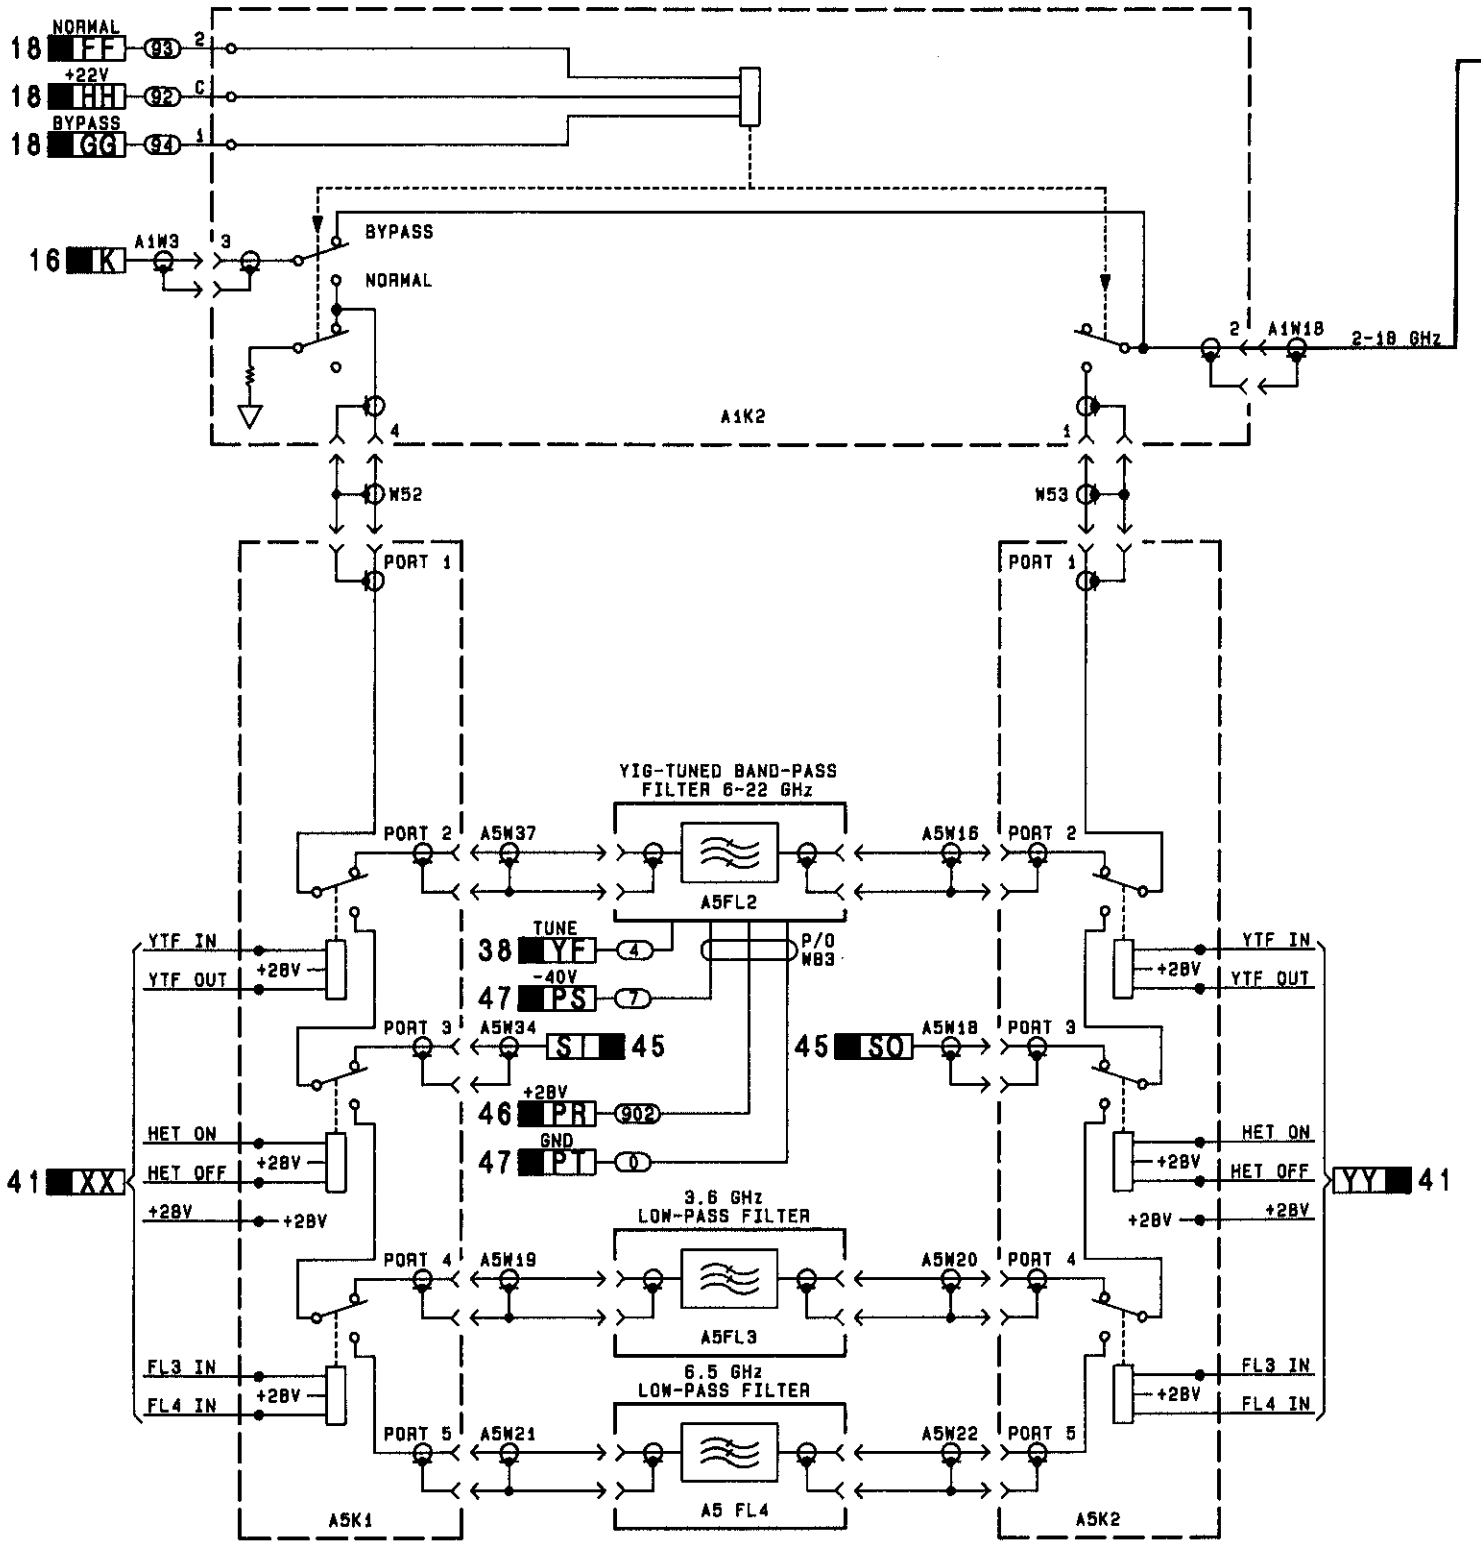 NORMAL
18 FF 93 2
+22V
18 HH 92 C
BYPASS
18 GG 94 1
BYPASS
16 K A1W3 3
NORMAL
2 A1W18 2-18 GHz
A1K2
4 1
W52 W53
PORT 1 PORT 1
YIG-TUNED BAND-PASS
FILTER 6-22 GHz
PORT 2 A5W37 A5W16 PORT 2
A5FL2
TUNE
38 YF 4
P/O
W83
YTF IN YTF IN
+28V +28V
-40V
YTF OUT YTF OUT
47 PS 7
PORT 3 A5W34 SI 45 45 SO A5W18 PORT 3
+28V
46 PR 902
HET ON HET ON
GND
+28V 47 PT 0 +28V
HET OFF HET OFF
41 XX YY 41
3.6 GHz
LOW-PASS FILTER
+28V +28V +28V +28V
PORT 4 A5W19 A5W20 PORT 4
A5FL3
FL3 IN 6.5 GHz FL3 IN
+28V LOW-PASS FILTER +28V
FL4 IN FL4 IN
PORT 5 A5W21 A5W22 PORT 5
A5 FL4
A5K1 A5K2